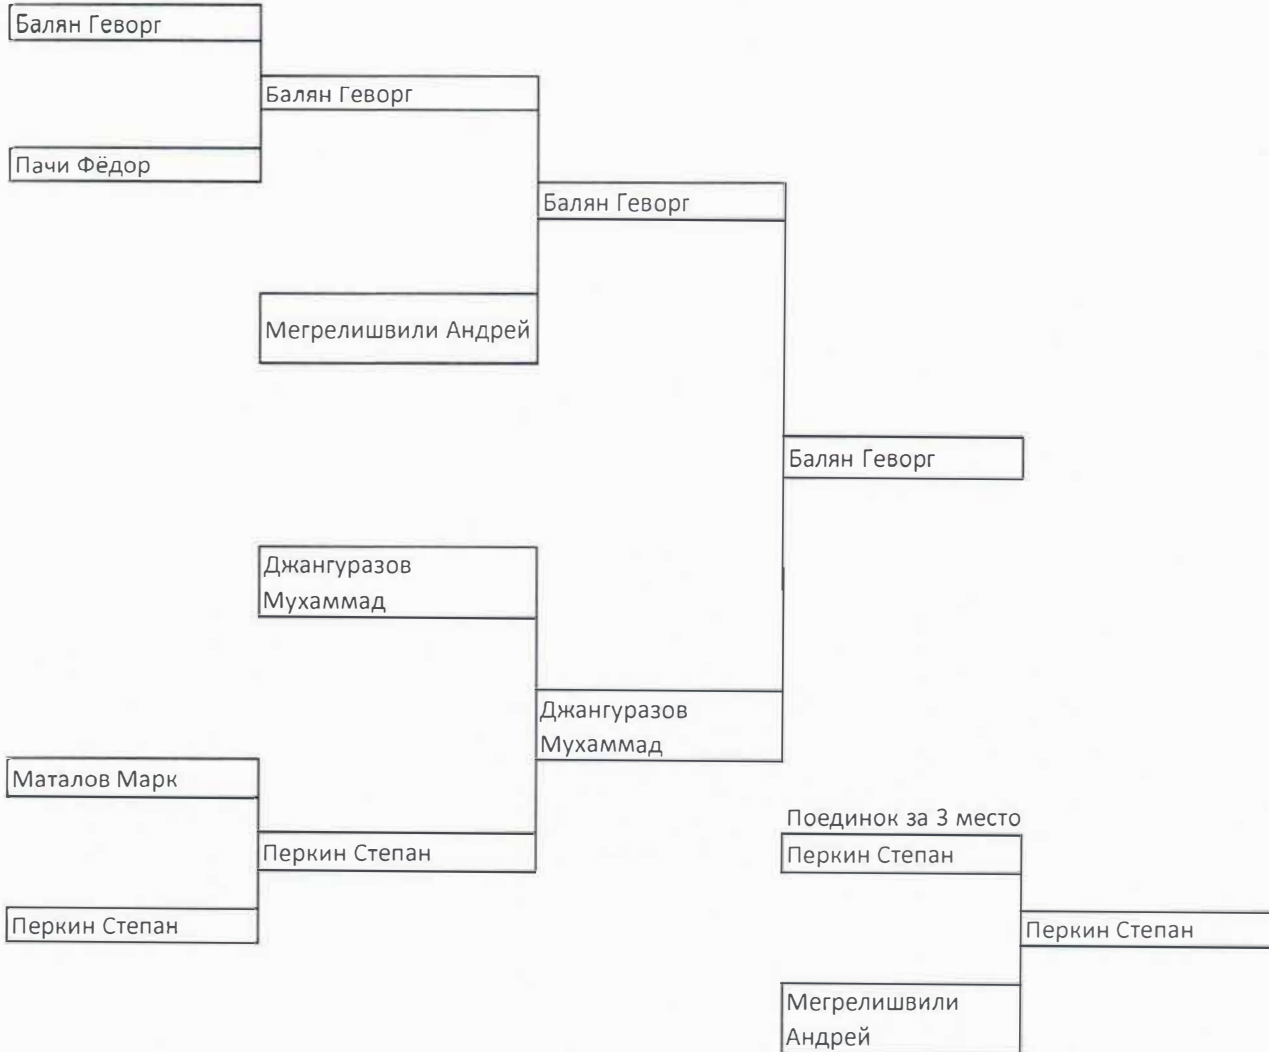 Балян Геворг
Балян Геворг
Пачи Фёдор
Балян Геворг
Мегрелишвили Андрей
Балян Геворг
Джангуразов
Мухаммад
Джангуразов
Мухаммад
Маталов Марк
Поединок за 3 место
Перкин Степан
Перкин Степан
Перкин Степан
Перкин Степан
Мегрелишвили
Андрей